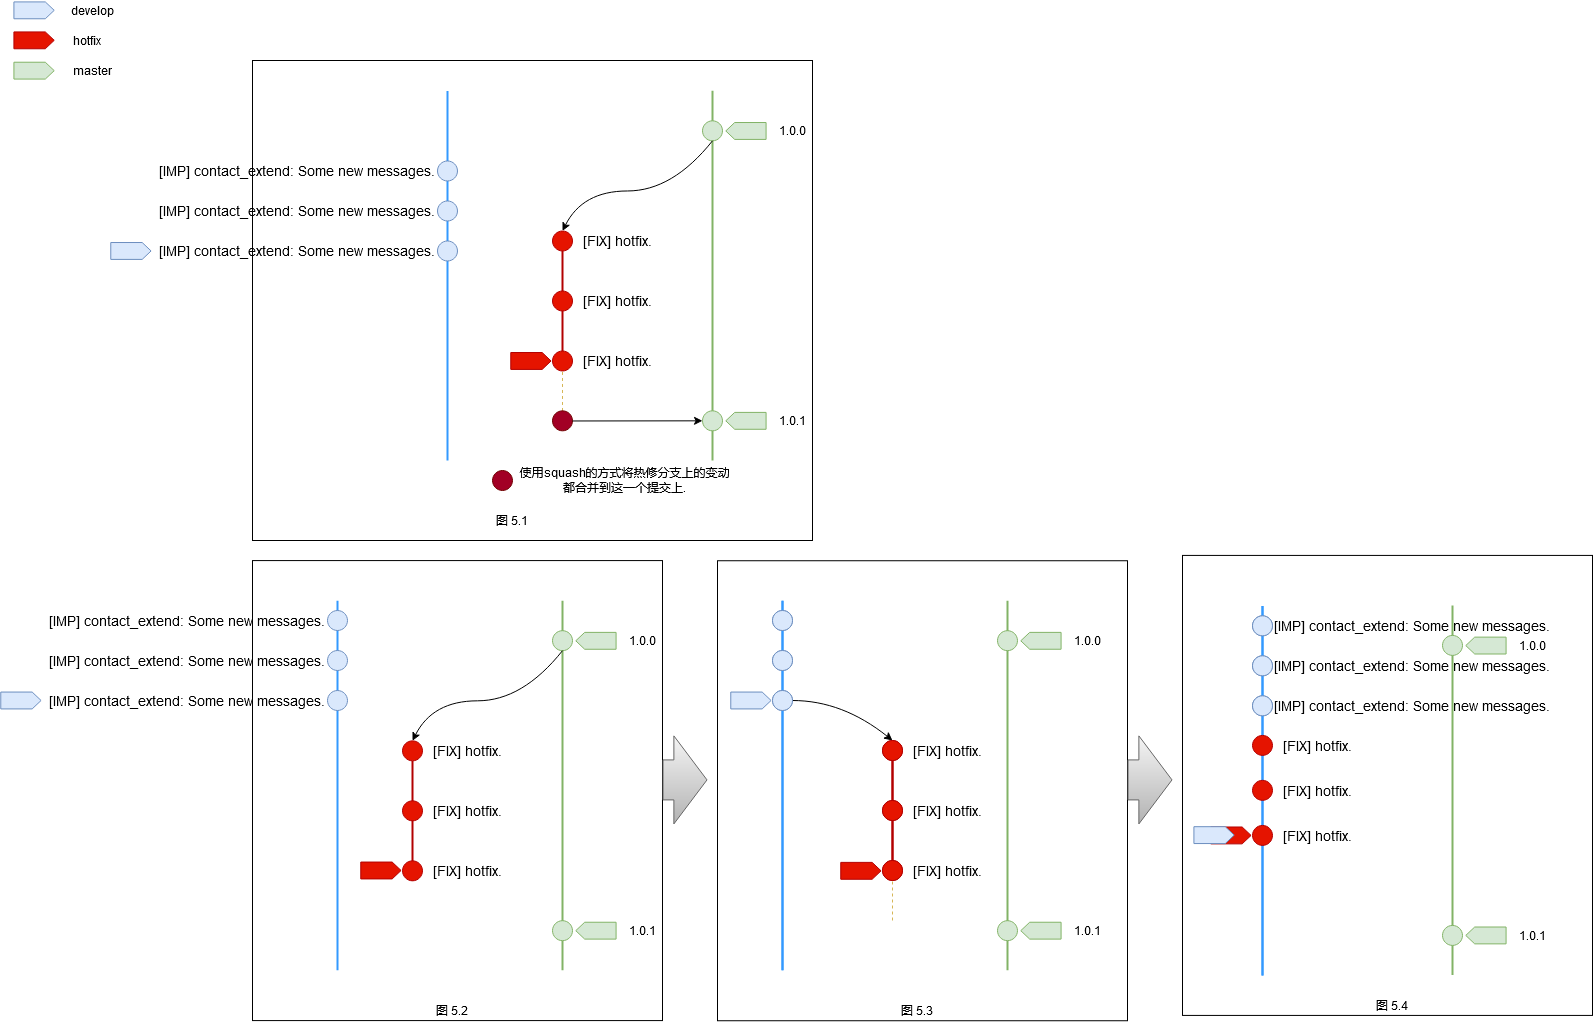 develop
hotfix
master
1.0.0
[IMP] contact_extend: Some new messages.
[IMP] contact_extend: Some new messages.
[IMP] contact_extend: Some new messages.
[FIX] hotfix.
[FIX] hotfix.
[FIX] hotfix.
1.0.1
使用squash的方式将热修分支上的变动
都合并到这一个提交上.
图 5.1
[IMP] contact_extend: Some new messages.
1.0.0
[IMP] contact_extend: Some new messages.
[IMP] contact_extend: Some new messages.
[FIX] hotfix.
[FIX] hotfix.
[FIX] hotfix.
1.0.1
图 5.2
1.0.0
[FIX] hotfix.
[FIX] hotfix.
[FIX] hotfix.
1.0.1
图 5.3
[IMP] contact_extend: Some new messages.
1.0.0
[IMP] contact_extend: Some new messages.
[IMP] contact_extend: Some new messages.
[FIX] hotfix.
[FIX] hotfix.
[FIX] hotfix.
1.0.1
图 5.4